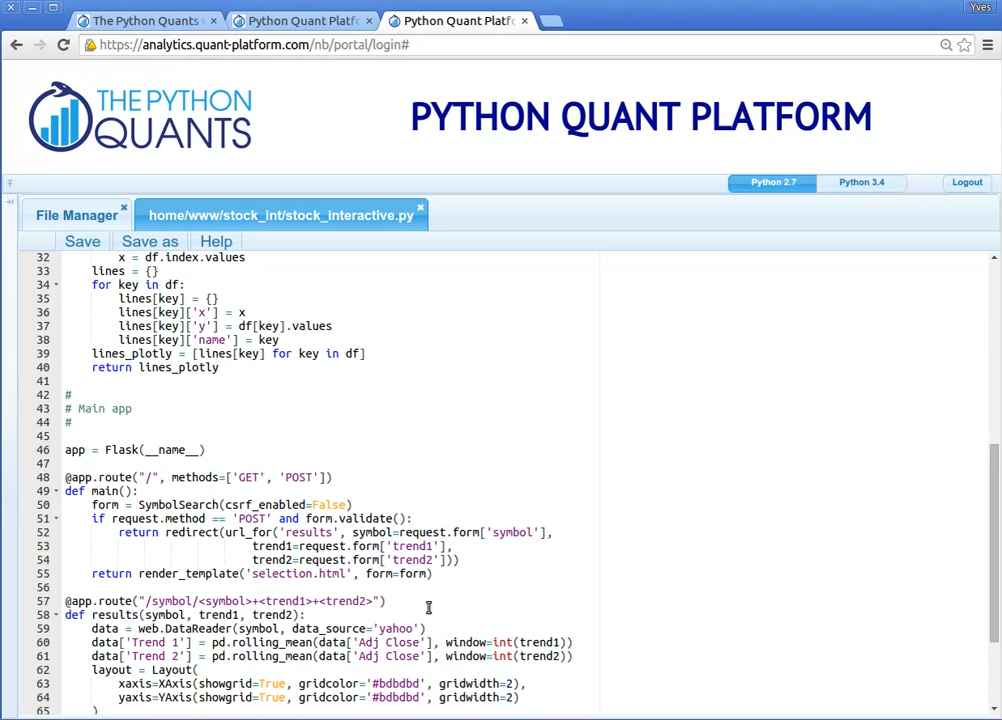 Yves
The Python Quants
Python Quant Platf
Python Quant Platf
https://analytics.quant-platform.com/nb/portal/login#
THE PYTHON
QUANTS
PYTHON QUANT PLATFORM
Python 2.7
Python 3.4
Logout
File Manager
home/www/stock_int/stock_interactive.py
Save
Save as
Help
32 x = df.index.values
33 lines = {}
34 for key in df:
35 lines[key] = {}
36 lines[key]['x'] = x
37 lines[key]['y'] = df[key].values
38 lines[key]['name'] = key
39 lines_plotly = [lines[key] for key in df]
40 return lines_plotly
41
42 #
43 # Main app
44 #
45
46 app = Flask(__name__)
47
48 @app.route("/", methods=['GET', 'POST'])
49 def main():
50 form = SymbolSearch(csrf_enabled=False)
51 if request.method == 'POST' and form.validate():
52 return redirect(url_for('results', symbol=request.form['symbol'],
53 trend1=request.form['trend1'],
54 trend2=request.form['trend2']))
55 return render_template('selection.html', form=form)
56
57 @app.route("/symbol/<symbol>+<trend1>+<trend2>")
58 def results(symbol, trend1, trend2):
59 data = web.DataReader(symbol, data_source='yahoo')
60 data['Trend 1'] = pd.rolling_mean(data['Adj Close'], window=int(trend1))
61 data['Trend 2'] = pd.rolling_mean(data['Adj Close'], window=int(trend2))
62 layout = Layout(
63 xaxis=XAxis(showgrid=True, gridcolor='#bdbdbd', gridwidth=2),
64 yaxis=YAxis(showgrid=True, gridcolor='#bdbdbd', gridwidth=2)
65 )